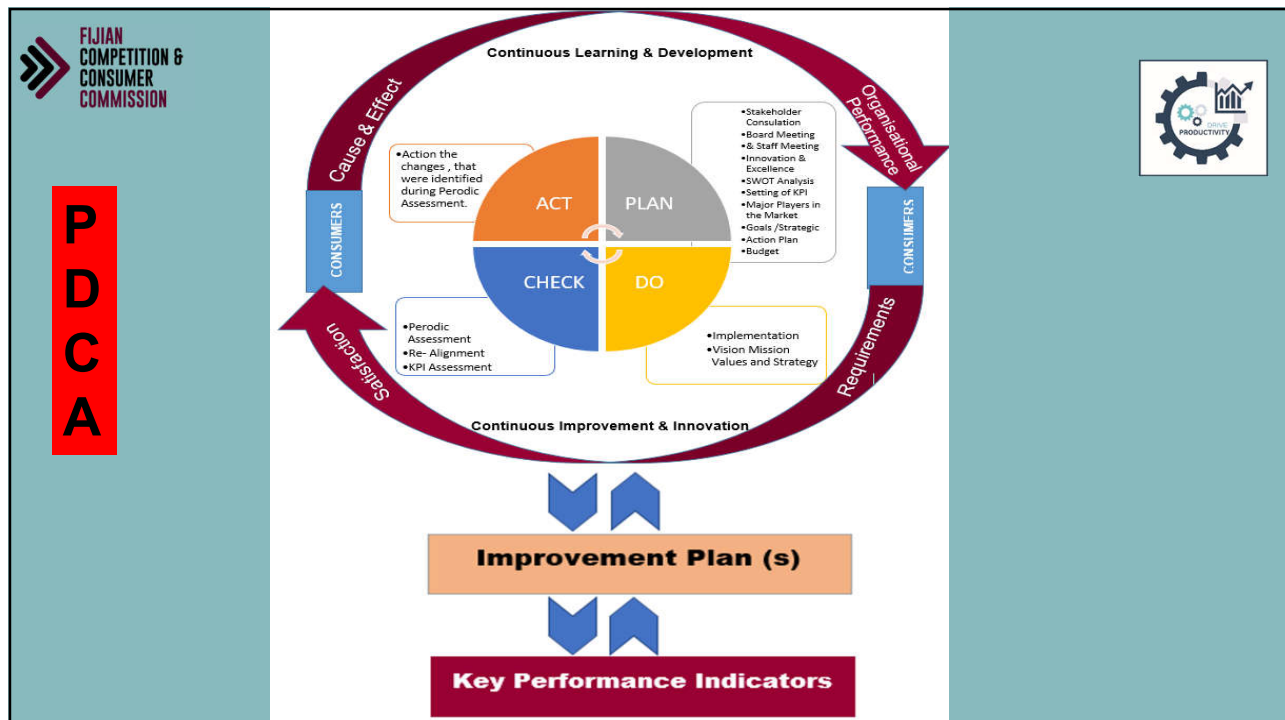 FIJIAN
COMPETITION &
CONSUMER
COMMISSION
P
D
C
A
Continuous Learning & Development
Cause & Effect
Organisational
Performance
CONSUMERS
CONSUMERS
Satisfaction
Requirements
•Action the
changes , that
were identified
during Perodic
Assessment.
ACT
PLAN
•Stakeholder
Consulation
•Board Meeting
•& Staff Meeting
•Innovation &
Excellence
•SWOT Analysis
•Setting of KPI
•Major Players in
the Market
•Goals /Strategic
•Action Plan
•Budget
CHECK
DO
•Perodic
Assessment
•Re- Alignment
•KPI Assessment
•Implementation
•Vision Mission
Values and Strategy
Continuous Improvement & Innovation
Improvement Plan (s)
Key Performance Indicators
DRIVE
PRODUCTIVITY